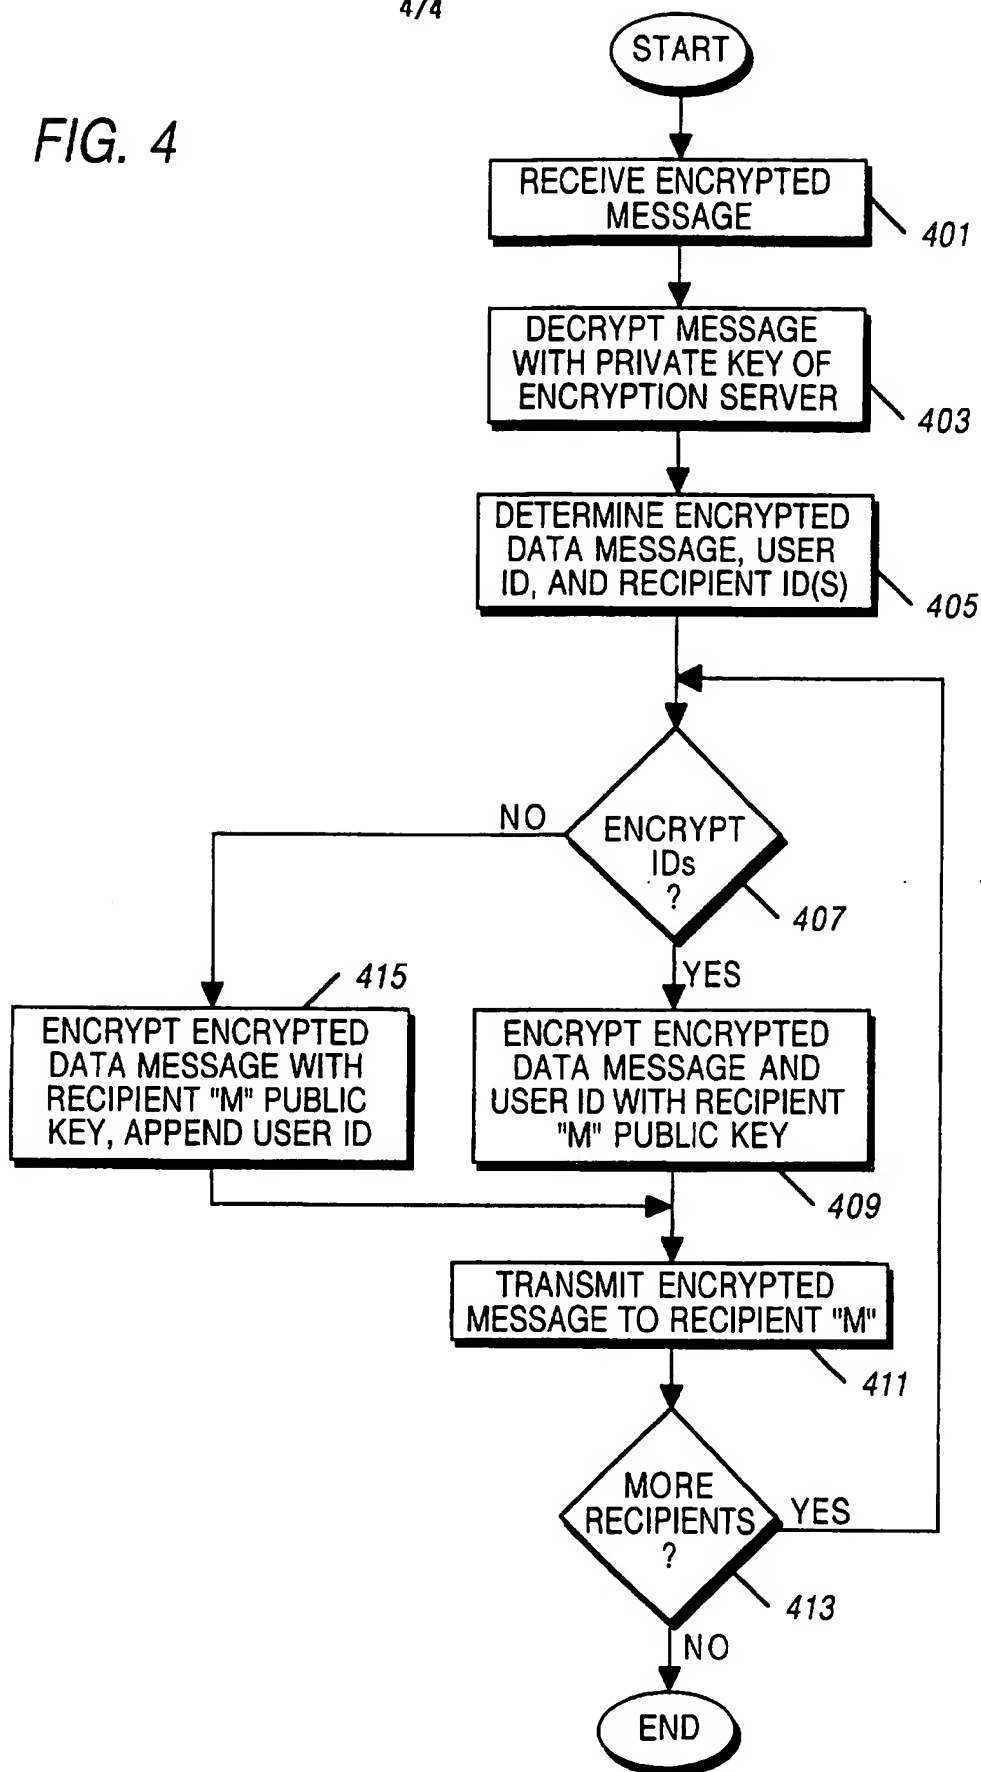 4/4
FIG. 4
START
RECEIVE ENCRYPTED
MESSAGE
401
DECRYPT MESSAGE
WITH PRIVATE KEY OF
ENCRYPTION SERVER
403
DETERMINE ENCRYPTED
DATA MESSAGE, USER
ID, AND RECIPIENT ID(S)
405
ENCRYPT
IDs
?
407
NO
YES
415
ENCRYPT ENCRYPTED
DATA MESSAGE WITH
RECIPIENT "M" PUBLIC
KEY, APPEND USER ID
ENCRYPT ENCRYPTED
DATA MESSAGE AND
USER ID WITH RECIPIENT
"M" PUBLIC KEY
409
TRANSMIT ENCRYPTED
MESSAGE TO RECIPIENT "M"
411
MORE
RECIPIENTS
?
YES
413
NO
END